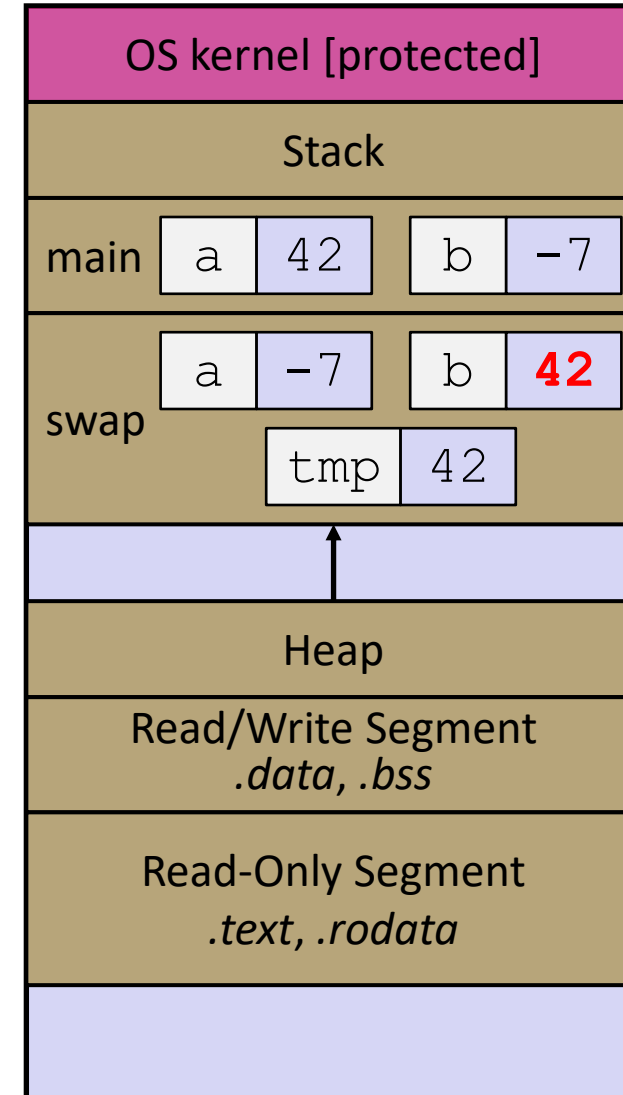 OS kernel [protected]
Stack
main a 42 b -7
a -7 b 42
swap
tmp 42
Heap
Read/Write Segment
.data, .bss
Read-Only Segment
.text, .rodata